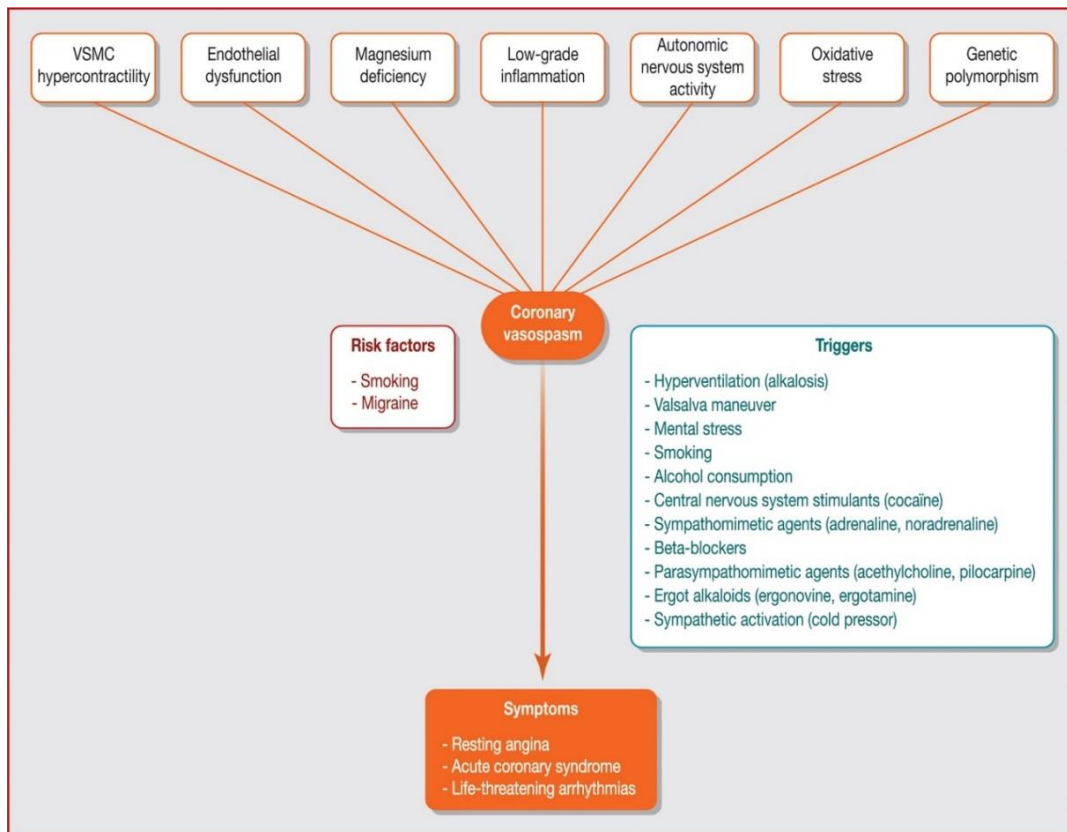 VSMC
hypercontractility
Endothelial
dysfunction
Magnesium
deficiency
Low-grade
inflammation
Autonomic
nervous system
activity
Oxidative
stress
Genetic
polymorphism
Coronary
vasospasm
Risk factors
- Smoking
- Migraine
Triggers
- Hyperventilation (alkalosis)
- Valsalva maneuver
- Mental stress
- Smoking
- Alcohol consumption
- Central nervous system stimulants (cocaïne)
- Sympathomimetic agents (adrenaline, noradrenaline)
- Beta-blockers
- Parasympathomimetic agents (acethylcholine, pilocarpine)
- Ergot alkaloids (ergonovine, ergotamine)
- Sympathetic activation (cold pressor)
Symptoms
- Resting angina
- Acute coronary syndrome
- Life-threatening arrhythmias